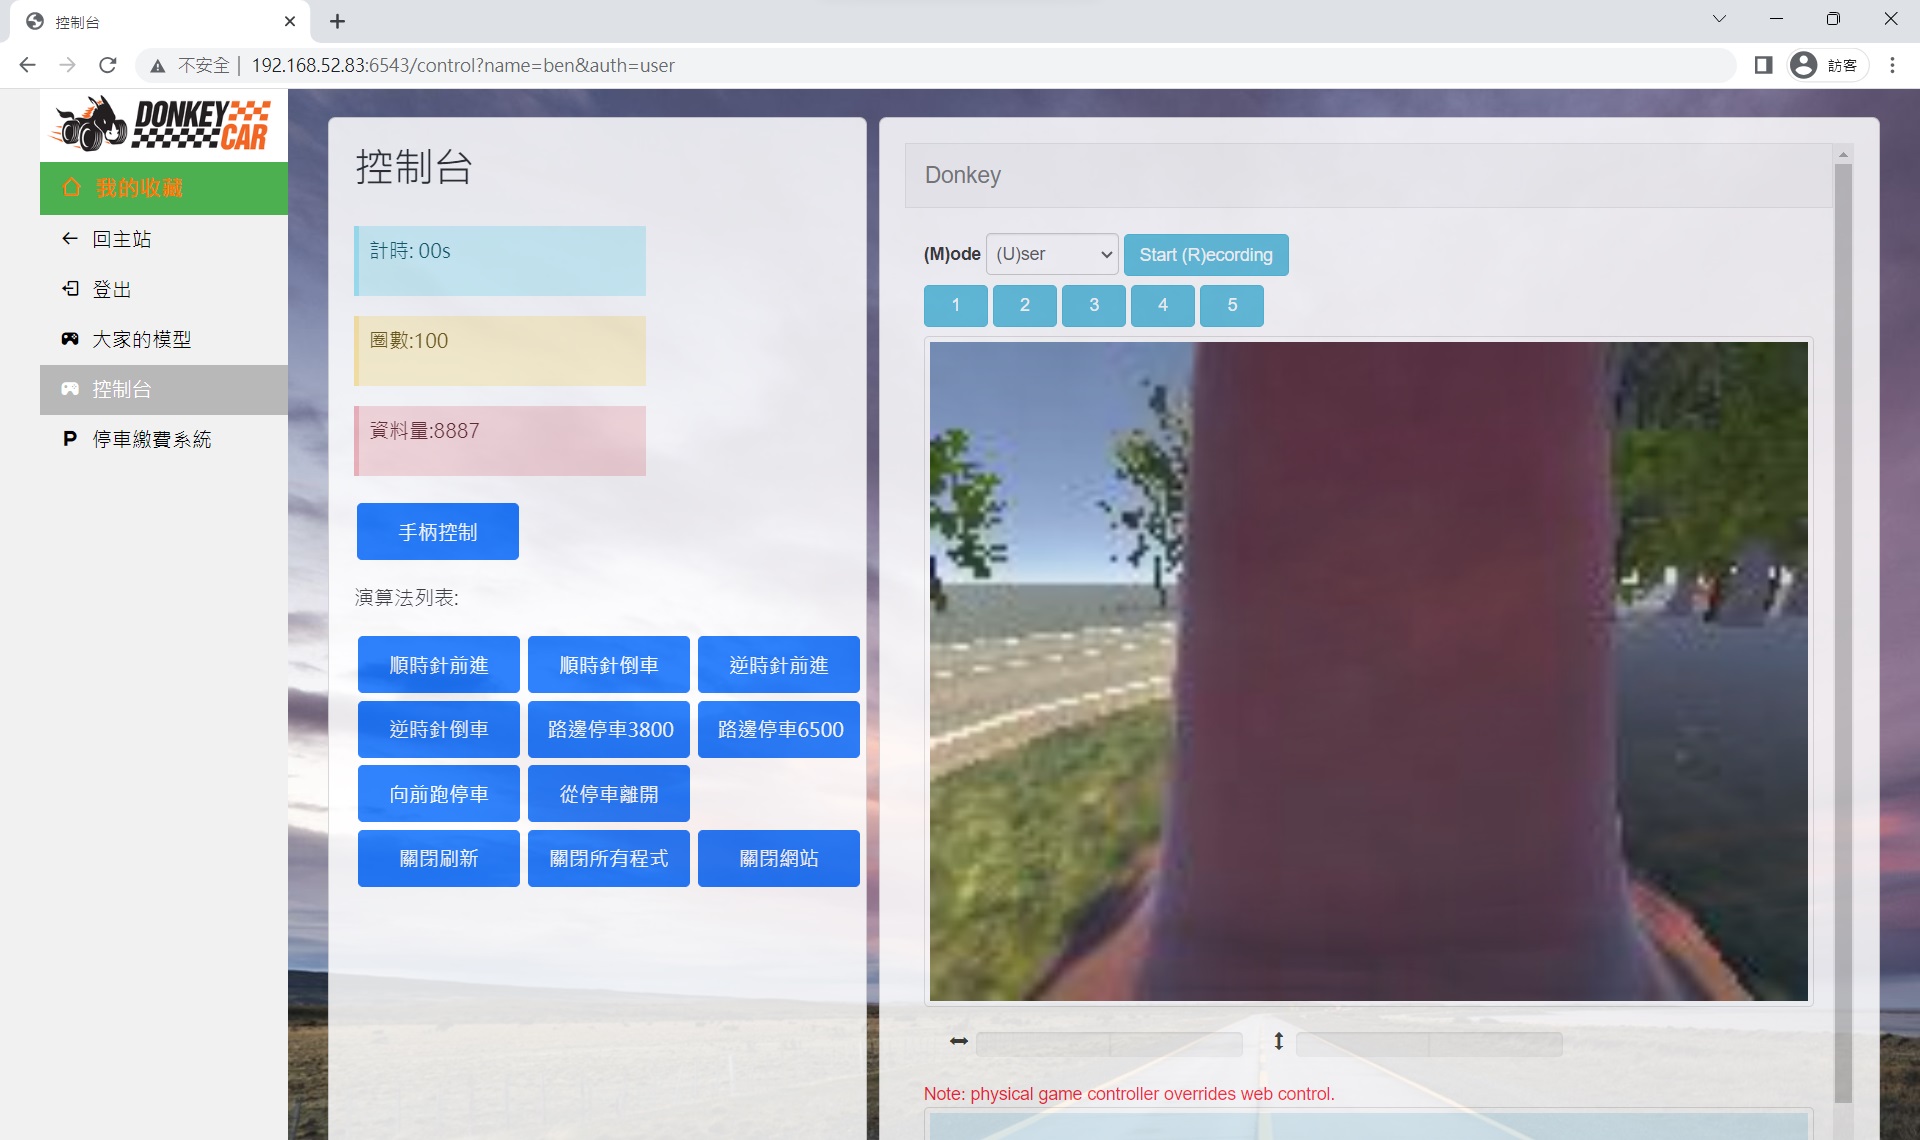 控制台
不安全 | 192.168.52.83:6543/control?name=ben&auth=user
訪客
DONKEY
CAR
我的收藏
回主站
登出
大家的模型
控制台
P 停車繳費系統
控制台
計時: 00s
圈數:100
資料量:8887
手柄控制
演算法列表:
順時針前進 順時針倒車 逆時針前進
逆時針倒車 路邊停車3800 路邊停車6500
向前跑停車 從停車離開
關閉刷新 關閉所有程式 關閉網站
Donkey
(M)ode (U)ser Start (R)ecording
1 2 3 4 5
Note: physical game controller overrides web control.